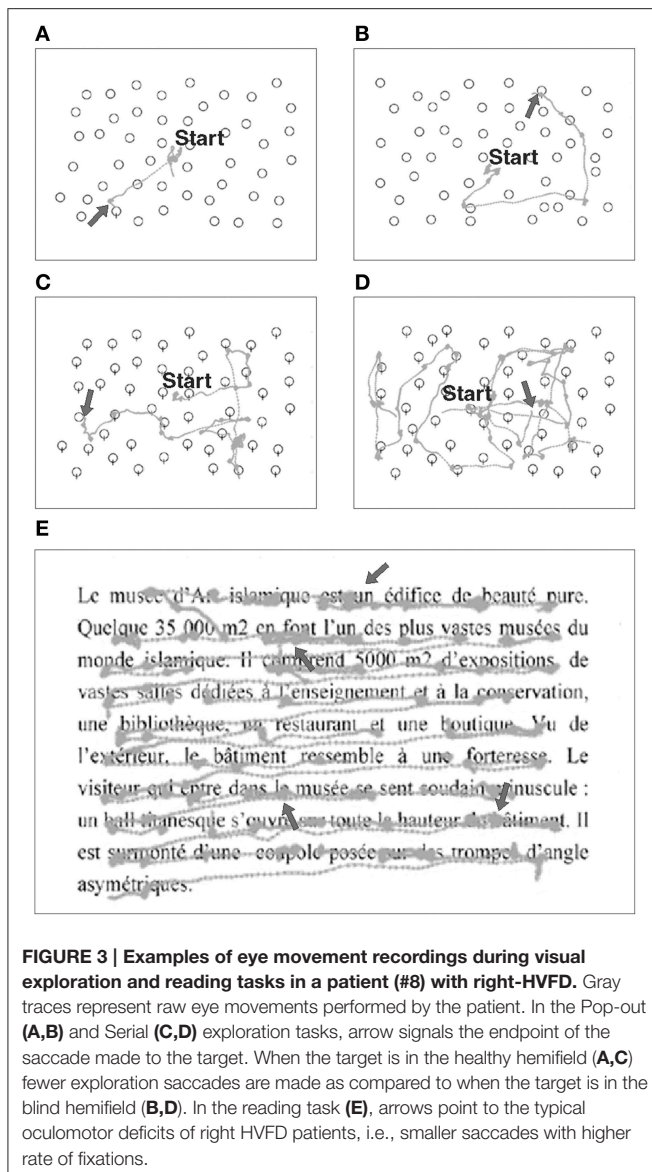 A
B
Start
Start
C
D
Start
Start
E
Le musée d'Art islamique est un édifice de beauté pure.
Quelque 35 000 m2 en font l'un des plus vastes musées du
monde islamique. Il comprend 5000 m2 d'expositions, de
vastes salles dédiées à l'enseignement et à la conservation,
une bibliothèque, un restaurant et une boutique. Vu de
l'extérieur, le bâtiment ressemble à une forteresse. Le
visiteur qui entre dans le musée se sent soudain minuscule :
un hall titanesque s'ouvre sur toute la hauteur du bâtiment. Il
est surmonté d'une coupole posée sur des trompes d'angle
asymétriques.
FIGURE 3 | Examples of eye movement recordings during visual
exploration and reading tasks in a patient (#8) with right-HVFD. Gray
traces represent raw eye movements performed by the patient. In the Pop-out
(A,B) and Serial (C,D) exploration tasks, arrow signals the endpoint of the
saccade made to the target. When the target is in the healthy hemifield (A,C)
fewer exploration saccades are made as compared to when the target is in the
blind hemifield (B,D). In the reading task (E), arrows point to the typical
oculomotor deficits of right HVFD patients, i.e., smaller saccades with higher
rate of fixations.